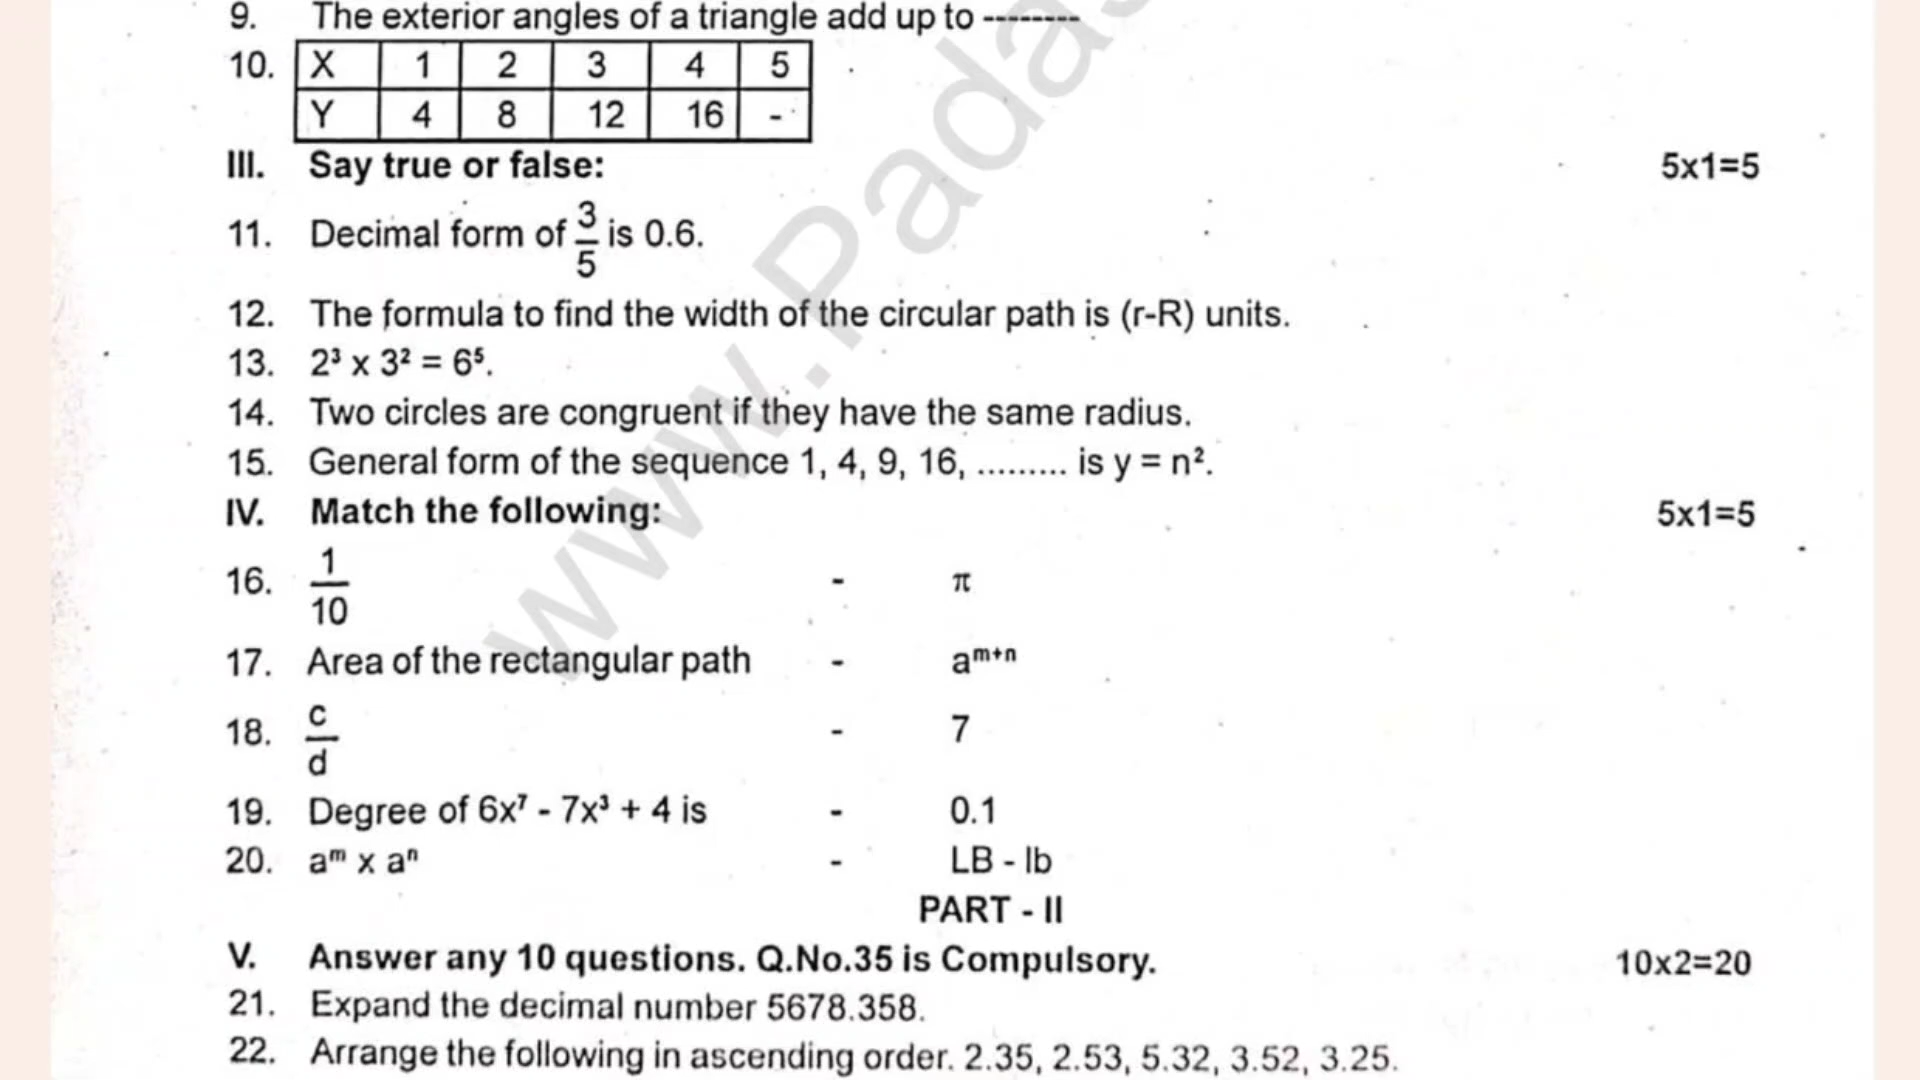 9. The exterior angles of a triangle add up to --------
10. X 1 2 3 4 5
Y 4 8 12 16 -
III. Say true or false: 5x1=5
11. Decimal form of 3/5 is 0.6.
12. The formula to find the width of the circular path is (r-R) units.
13. 2³ x 3² = 6⁵.
14. Two circles are congruent if they have the same radius.
15. General form of the sequence 1, 4, 9, 16, ......... is y = n².
IV. Match the following: 5x1=5
16. 1/10 - π
17. Area of the rectangular path - aᵐ⁺ⁿ
18. c/d - 7
19. Degree of 6x⁷ - 7x³ + 4 is - 0.1
20. aᵐ x aⁿ - LB - lb
PART - II
V. Answer any 10 questions. Q.No.35 is Compulsory. 10x2=20
21. Expand the decimal number 5678.358.
22. Arrange the following in ascending order. 2.35, 2.53, 5.32, 3.52, 3.25.
www.Padas